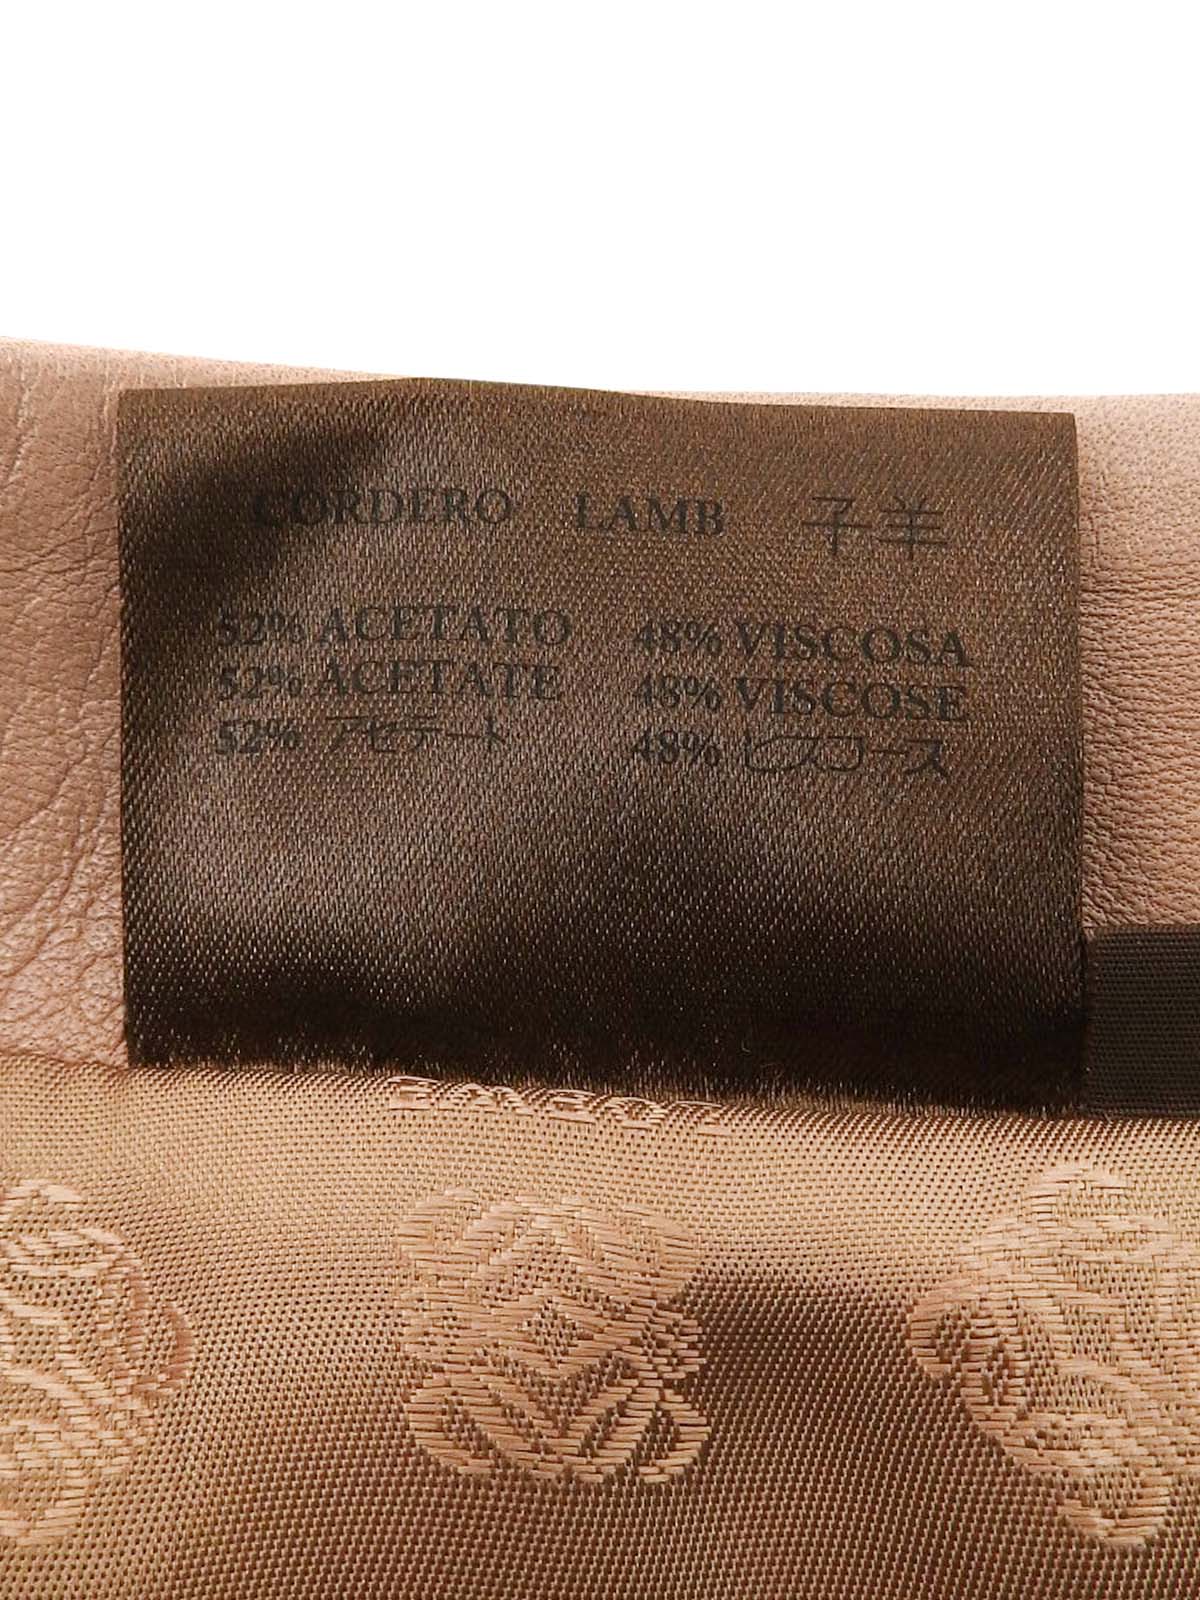 CORDERO LAMB 子羊
52% ACETATO 48% VISCOSA
52% ACETATE 48% VISCOSE
52% アセテート 48% ビスコース